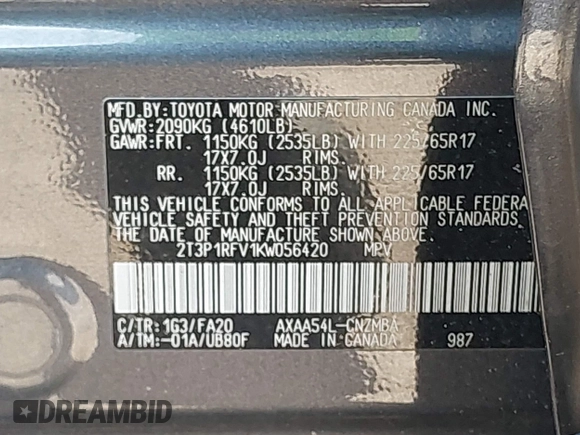 MFD.BY:TOYOTA MOTOR MANUFACTURING CANADA INC.
GVWR:2090KG (4610LB)
GAWR:FRT. 1150KG (2535LB) WITH 225/65R17
17X7.0J RIMS.
RR. 1150KG (2535LB) WITH 225/65R17
17X7.0J RIMS.
THIS VEHICLE CONFORMS TO ALL APPLICABLE FEDERA
VEHICLE SAFETY AND THEFT PREVENTION STANDARDS
THE DATE OF MANUFACTURE SHOWN ABOVE.
2T3P1RFV1KW056420 MPV
C/TR:1G3/FA20 AXAA54L-CNZMBA
A/TM:-01A/UB80F MADE IN CANADA 987
DREAMBID